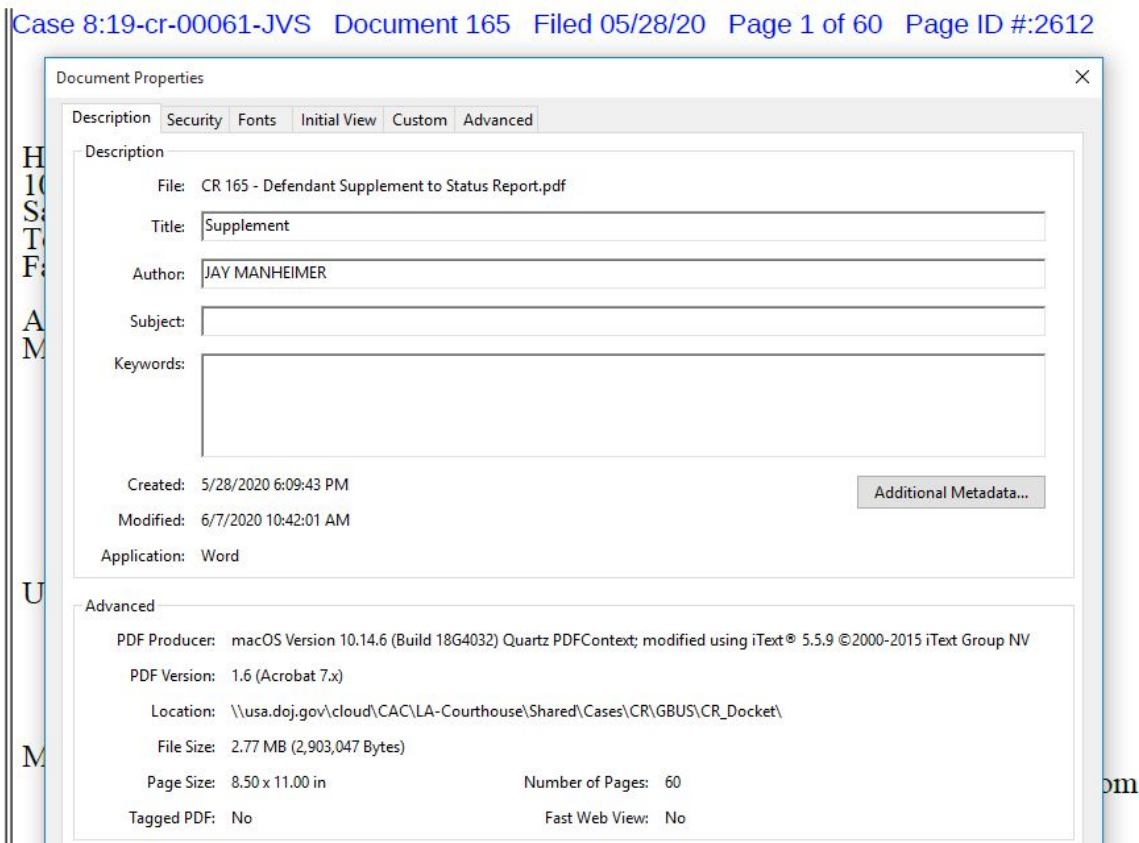 Case 8:19-cr-00061-JVS Document 165 Filed 05/28/20 Page 1 of 60 Page ID #:2612
Document Properties
Description Security Fonts Initial View Custom Advanced
Description
H
File: CR 165 - Defendant Supplement to Status Report.pdf
Title: Supplement
Author: JAY MANHEIMER
A
Subject:
M
Keywords:
Created: 5/28/2020 6:09:43 PM
Additional Metadata...
Modified: 6/7/2020 10:42:01 AM
Application: Word
U
Advanced
PDF Producer: macOS Version 10.14.6 (Build 18G4032) Quartz PDFContext; modified using iText® 5.5.9 ©2000-2015 iText Group NV
PDF Version: 1.6 (Acrobat 7.x)
Location: \\usa.doj.gov\cloud\CAC\LA-Courthouse\Shared\Cases\CR\GBUS\CR_Docket\
File Size: 2.77 MB (2,903,047 Bytes)
M
Page Size: 8.50 x 11.00 in Number of Pages: 60
om
Tagged PDF: No Fast Web View: No